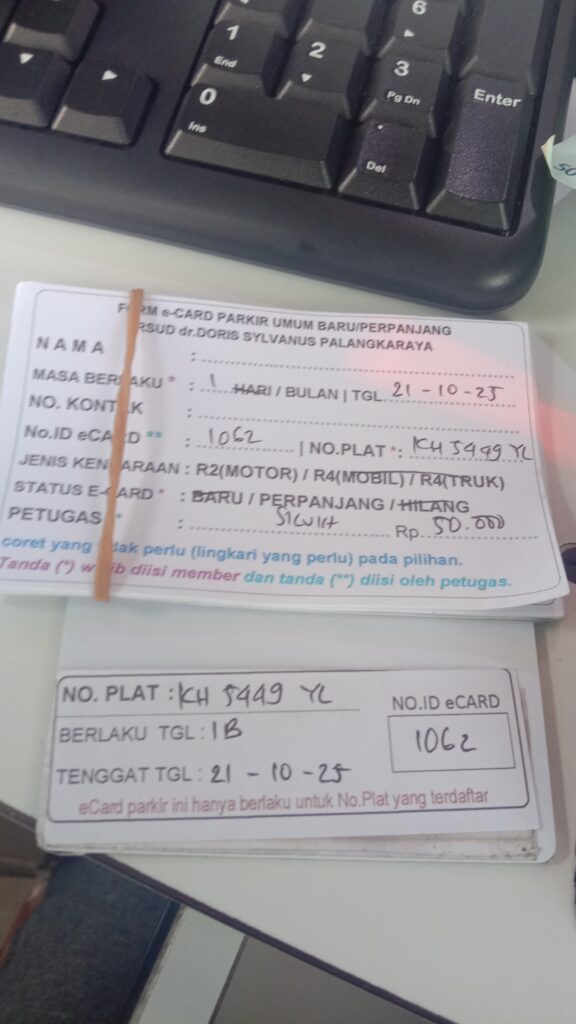 6
1
End
2
3
Pg Dn
Enter
0
Ins
Del
50
FORM e-CARD PARKIR UMUM BARU/PERPANJANG
RSUD dr.DORIS SYLVANUS PALANGKARAYA
NAMA :
MASA BERLAKU * : 1 HARI / BULAN | TGL 21 - 10 - 25
NO. KONTAK :
No.ID eCARD ** : 1062 | NO.PLAT *: KH 5449 YL
JENIS KENDARAAN : R2(MOTOR) / R4(MOBIL) / R4(TRUK)
STATUS E-CARD * : BARU / PERPANJANG / HILANG
PETUGAS : Rp. 50.000
coret yang tidak perlu (lingkari yang perlu) pada pilihan.
Tanda (*) wajib diisi member dan tanda (**) diisi oleh petugas.
NO. PLAT : KH 5449 YL
NO.ID eCARD
BERLAKU TGL : 1B
1062
TENGGAT TGL : 21 - 10 - 25
eCard parkir ini hanya berlaku untuk No.Plat yang terdaftar